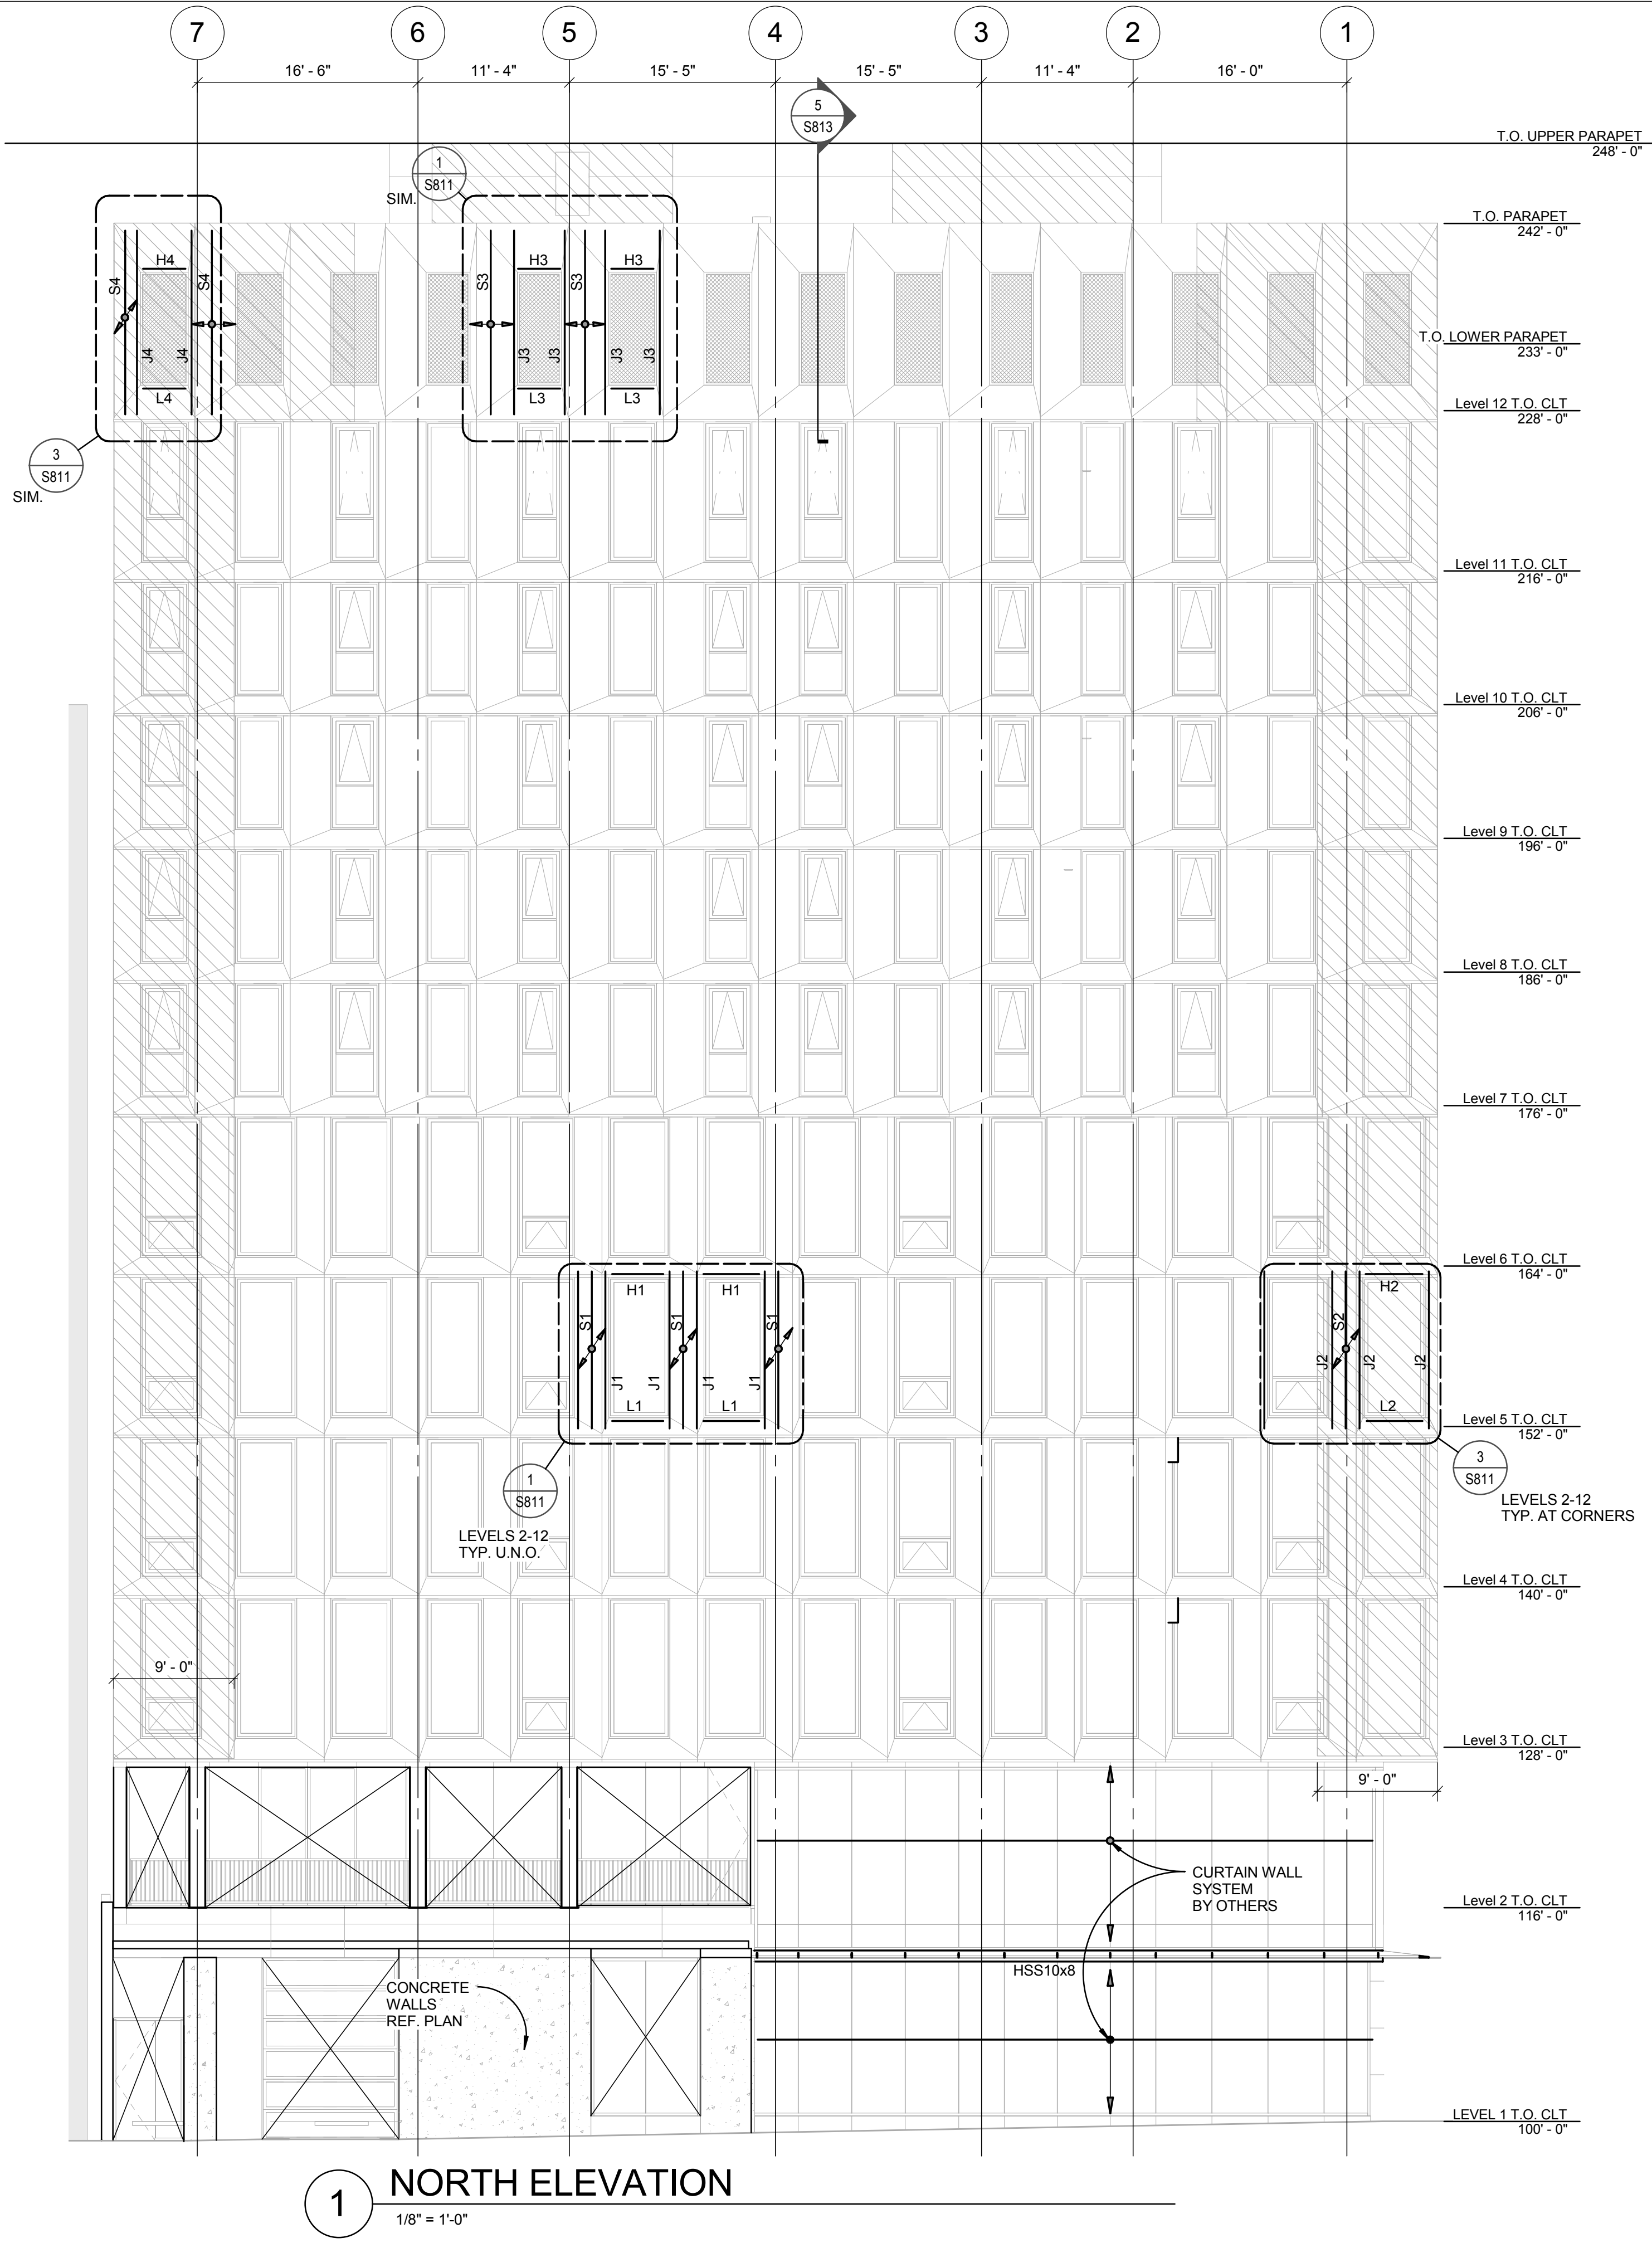 7 6 5 4 3 2 1
16' - 6" 11' - 4" 15' - 5" 15' - 5" 11' - 4" 16' - 0"
5
S813
T.O. UPPER PARAPET
248' - 0"
1
S811
SIM.
T.O. PARAPET
242' - 0"
H4 H3 H3
S4 S4 S3 S3
T.O. LOWER PARAPET
233' - 0"
J4 J4 J3 J3 J3 J3
L4 L3 L3
Level 12 T.O. CLT
228' - 0"
3
S811
SIM.
Level 11 T.O. CLT
216' - 0"
Level 10 T.O. CLT
206' - 0"
Level 9 T.O. CLT
196' - 0"
Level 8 T.O. CLT
186' - 0"
Level 7 T.O. CLT
176' - 0"
Level 6 T.O. CLT
164' - 0"
H1 H1 H2
S1 S1 S1 S2
J1 J1 J1 J1 J2 J2 J2
L1 L1 L2
Level 5 T.O. CLT
152' - 0"
1
S811
LEVELS 2-12
TYP. U.N.O.
3
S811
LEVELS 2-12
TYP. AT CORNERS
Level 4 T.O. CLT
140' - 0"
9' - 0"
Level 3 T.O. CLT
128' - 0"
9' - 0"
CURTAIN WALL
SYSTEM
BY OTHERS
Level 2 T.O. CLT
116' - 0"
HSS10x8
CONCRETE
WALLS
REF. PLAN
LEVEL 1 T.O. CLT
100' - 0"
1 NORTH ELEVATION
1/8" = 1'-0"